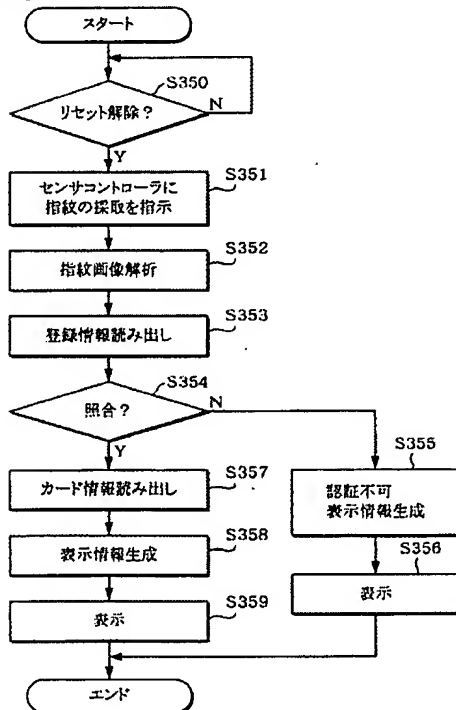 スタート
S350
リセット解除？
N
Y
S351
センサコントローラに
指紋の採取を指示
S352
指紋画像解析
S353
登録情報読み出し
S354
照合？
N
Y
S357
カード情報読み出し
S358
表示情報生成
S359
表示
S355
認証不可
表示情報生成
S356
表示
エンド